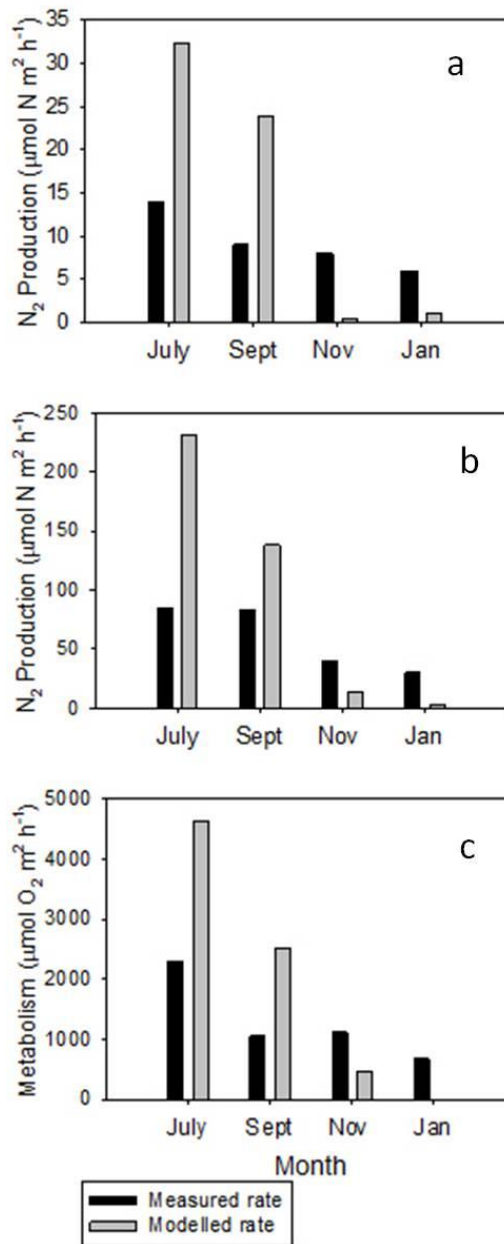 a
N₂ Production (µmol N m² h⁻¹)
35
30
25
20
15
10
5
0
July Sept Nov Jan
b
N₂ Production (µmol N m² h⁻¹)
250
200
150
100
50
0
July Sept Nov Jan
c
Metabolism (µmol O₂ m² h⁻¹)
5000
4000
3000
2000
1000
0
July Sept Nov Jan
Month
Measured rate
Modelled rate